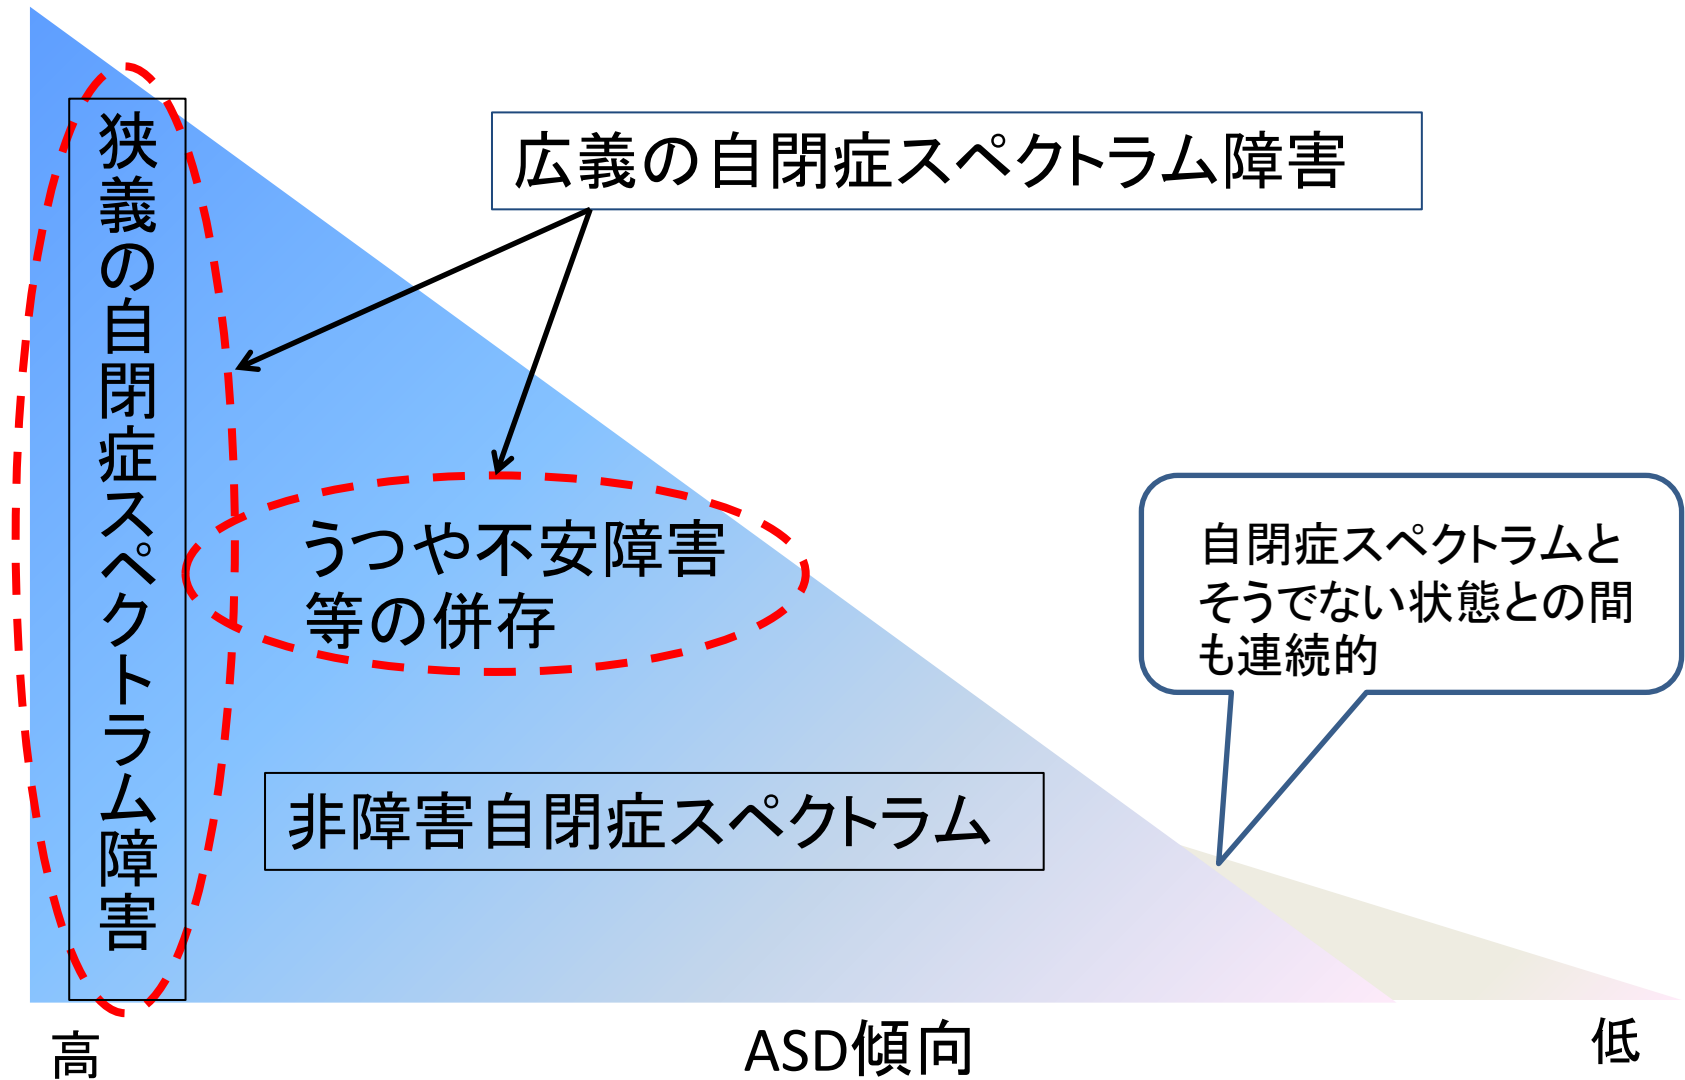 狭義の自閉症スペクトラム障害
広義の自閉症スペクトラム障害
うつや不安障害
等の併存
自閉症スペクトラムと
そうでない状態との間
も連続的
非障害自閉症スペクトラム
高
ASD傾向
低